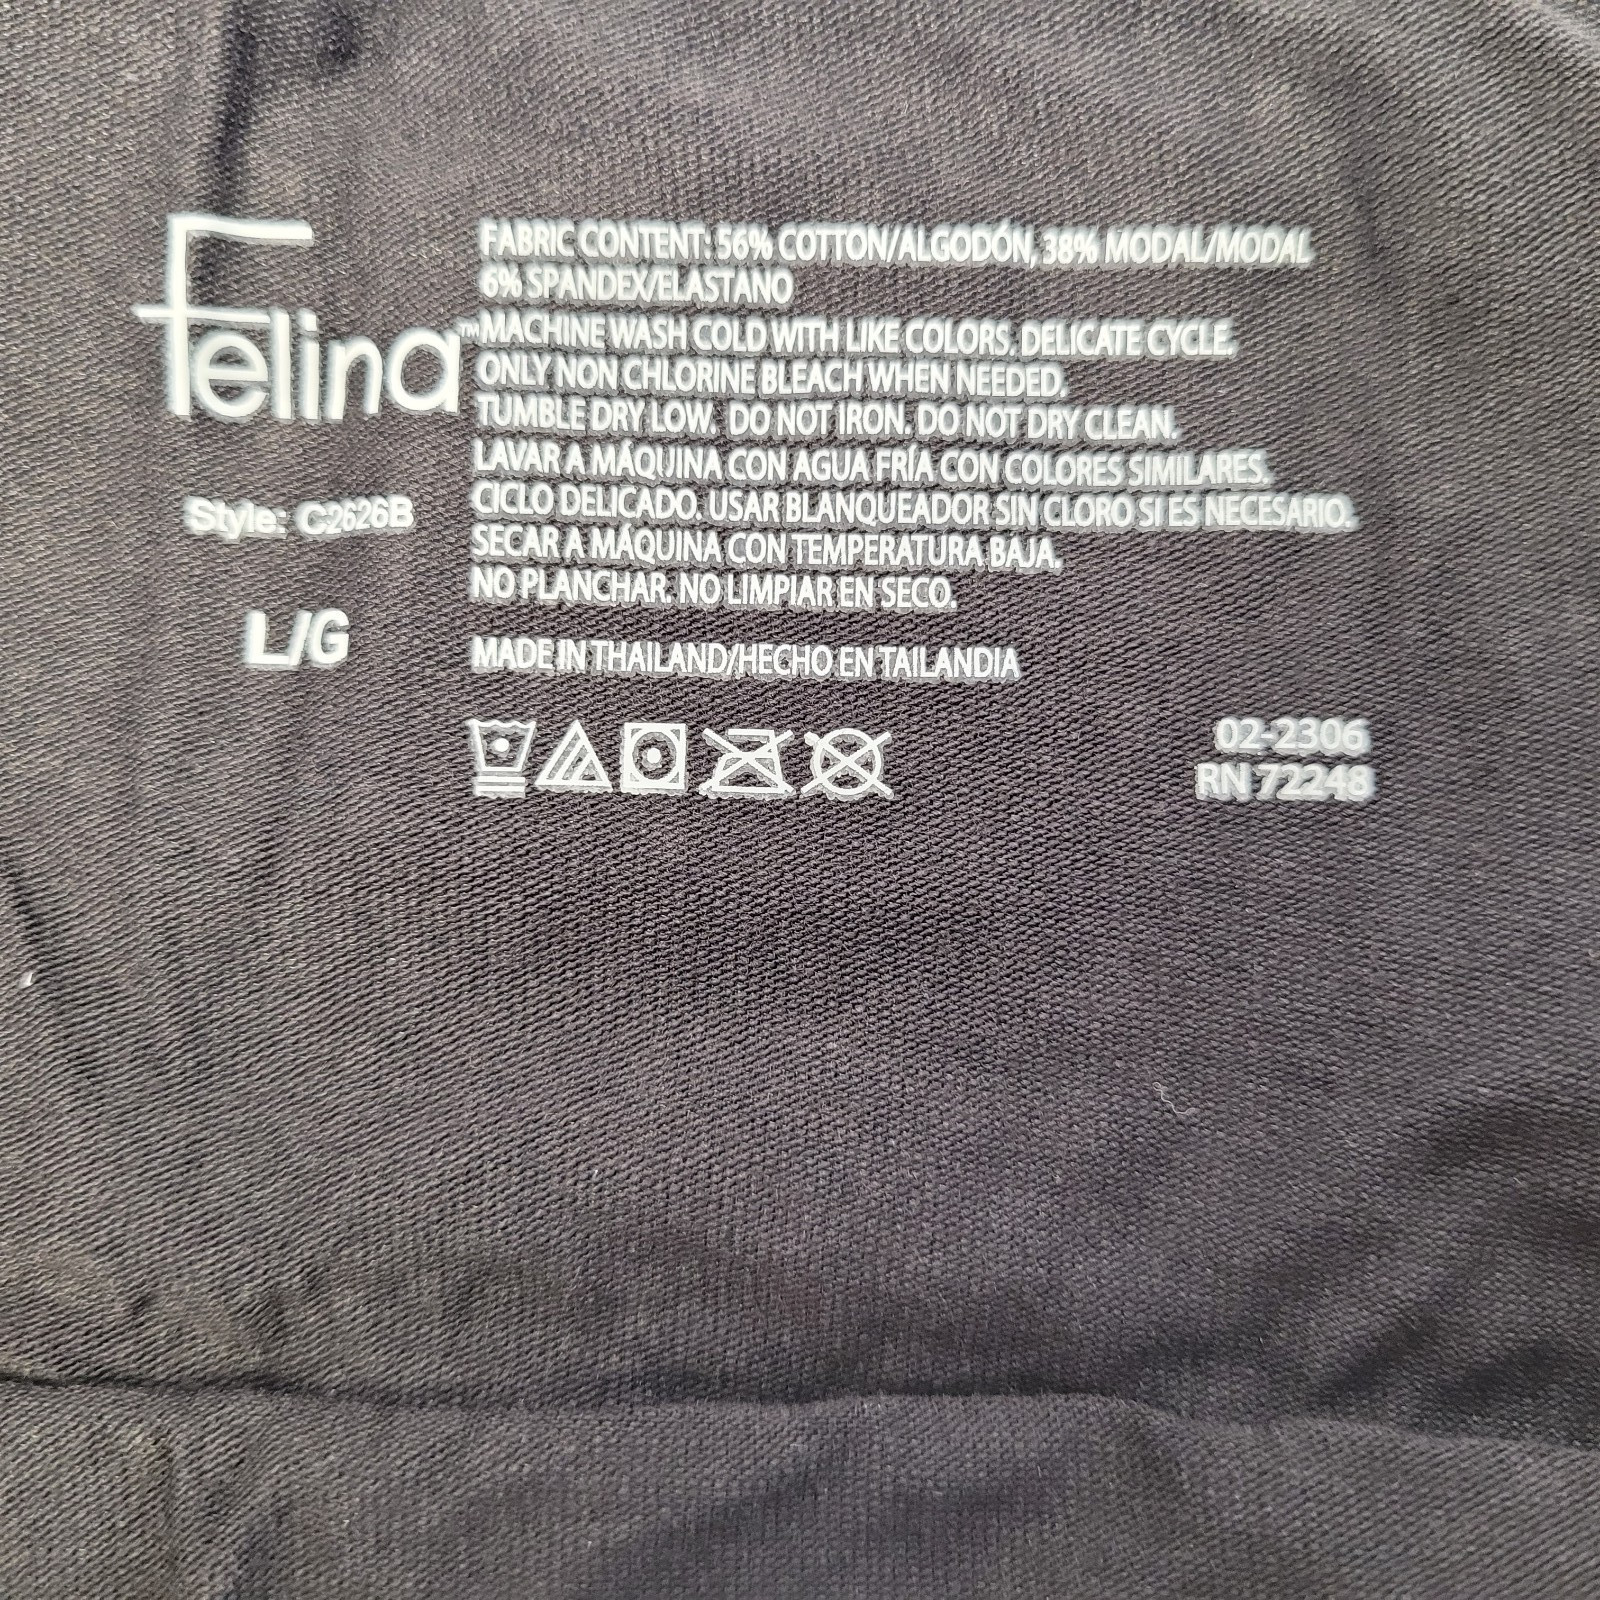 Felina™
Style: C2626B
L/G
FABRIC CONTENT: 56% COTTON/ALGODÓN, 38% MODAL/MODAL
6% SPANDEX/ELASTANO
MACHINE WASH COLD WITH LIKE COLORS. DELICATE CYCLE.
ONLY NON CHLORINE BLEACH WHEN NEEDED.
TUMBLE DRY LOW. DO NOT IRON. DO NOT DRY CLEAN.
LAVAR A MÁQUINA CON AGUA FRÍA CON COLORES SIMILARES.
CICLO DELICADO. USAR BLANQUEADOR SIN CLORO SI ES NECESARIO.
SECAR A MÁQUINA CON TEMPERATURA BAJA.
NO PLANCHAR. NO LIMPIAR EN SECO.
MADE IN THAILAND/HECHO EN TAILANDIA
02-2306
RN 72248